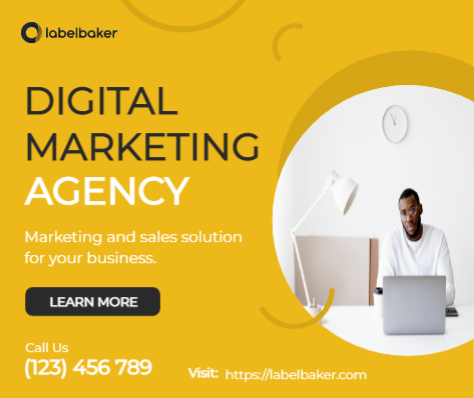 labelbaker
DIGITAL
MARKETING
AGENCY
Marketing and sales solution
for your business.
LEARN MORE
Call Us
(123) 456 789
Visit: https://labelbaker.com